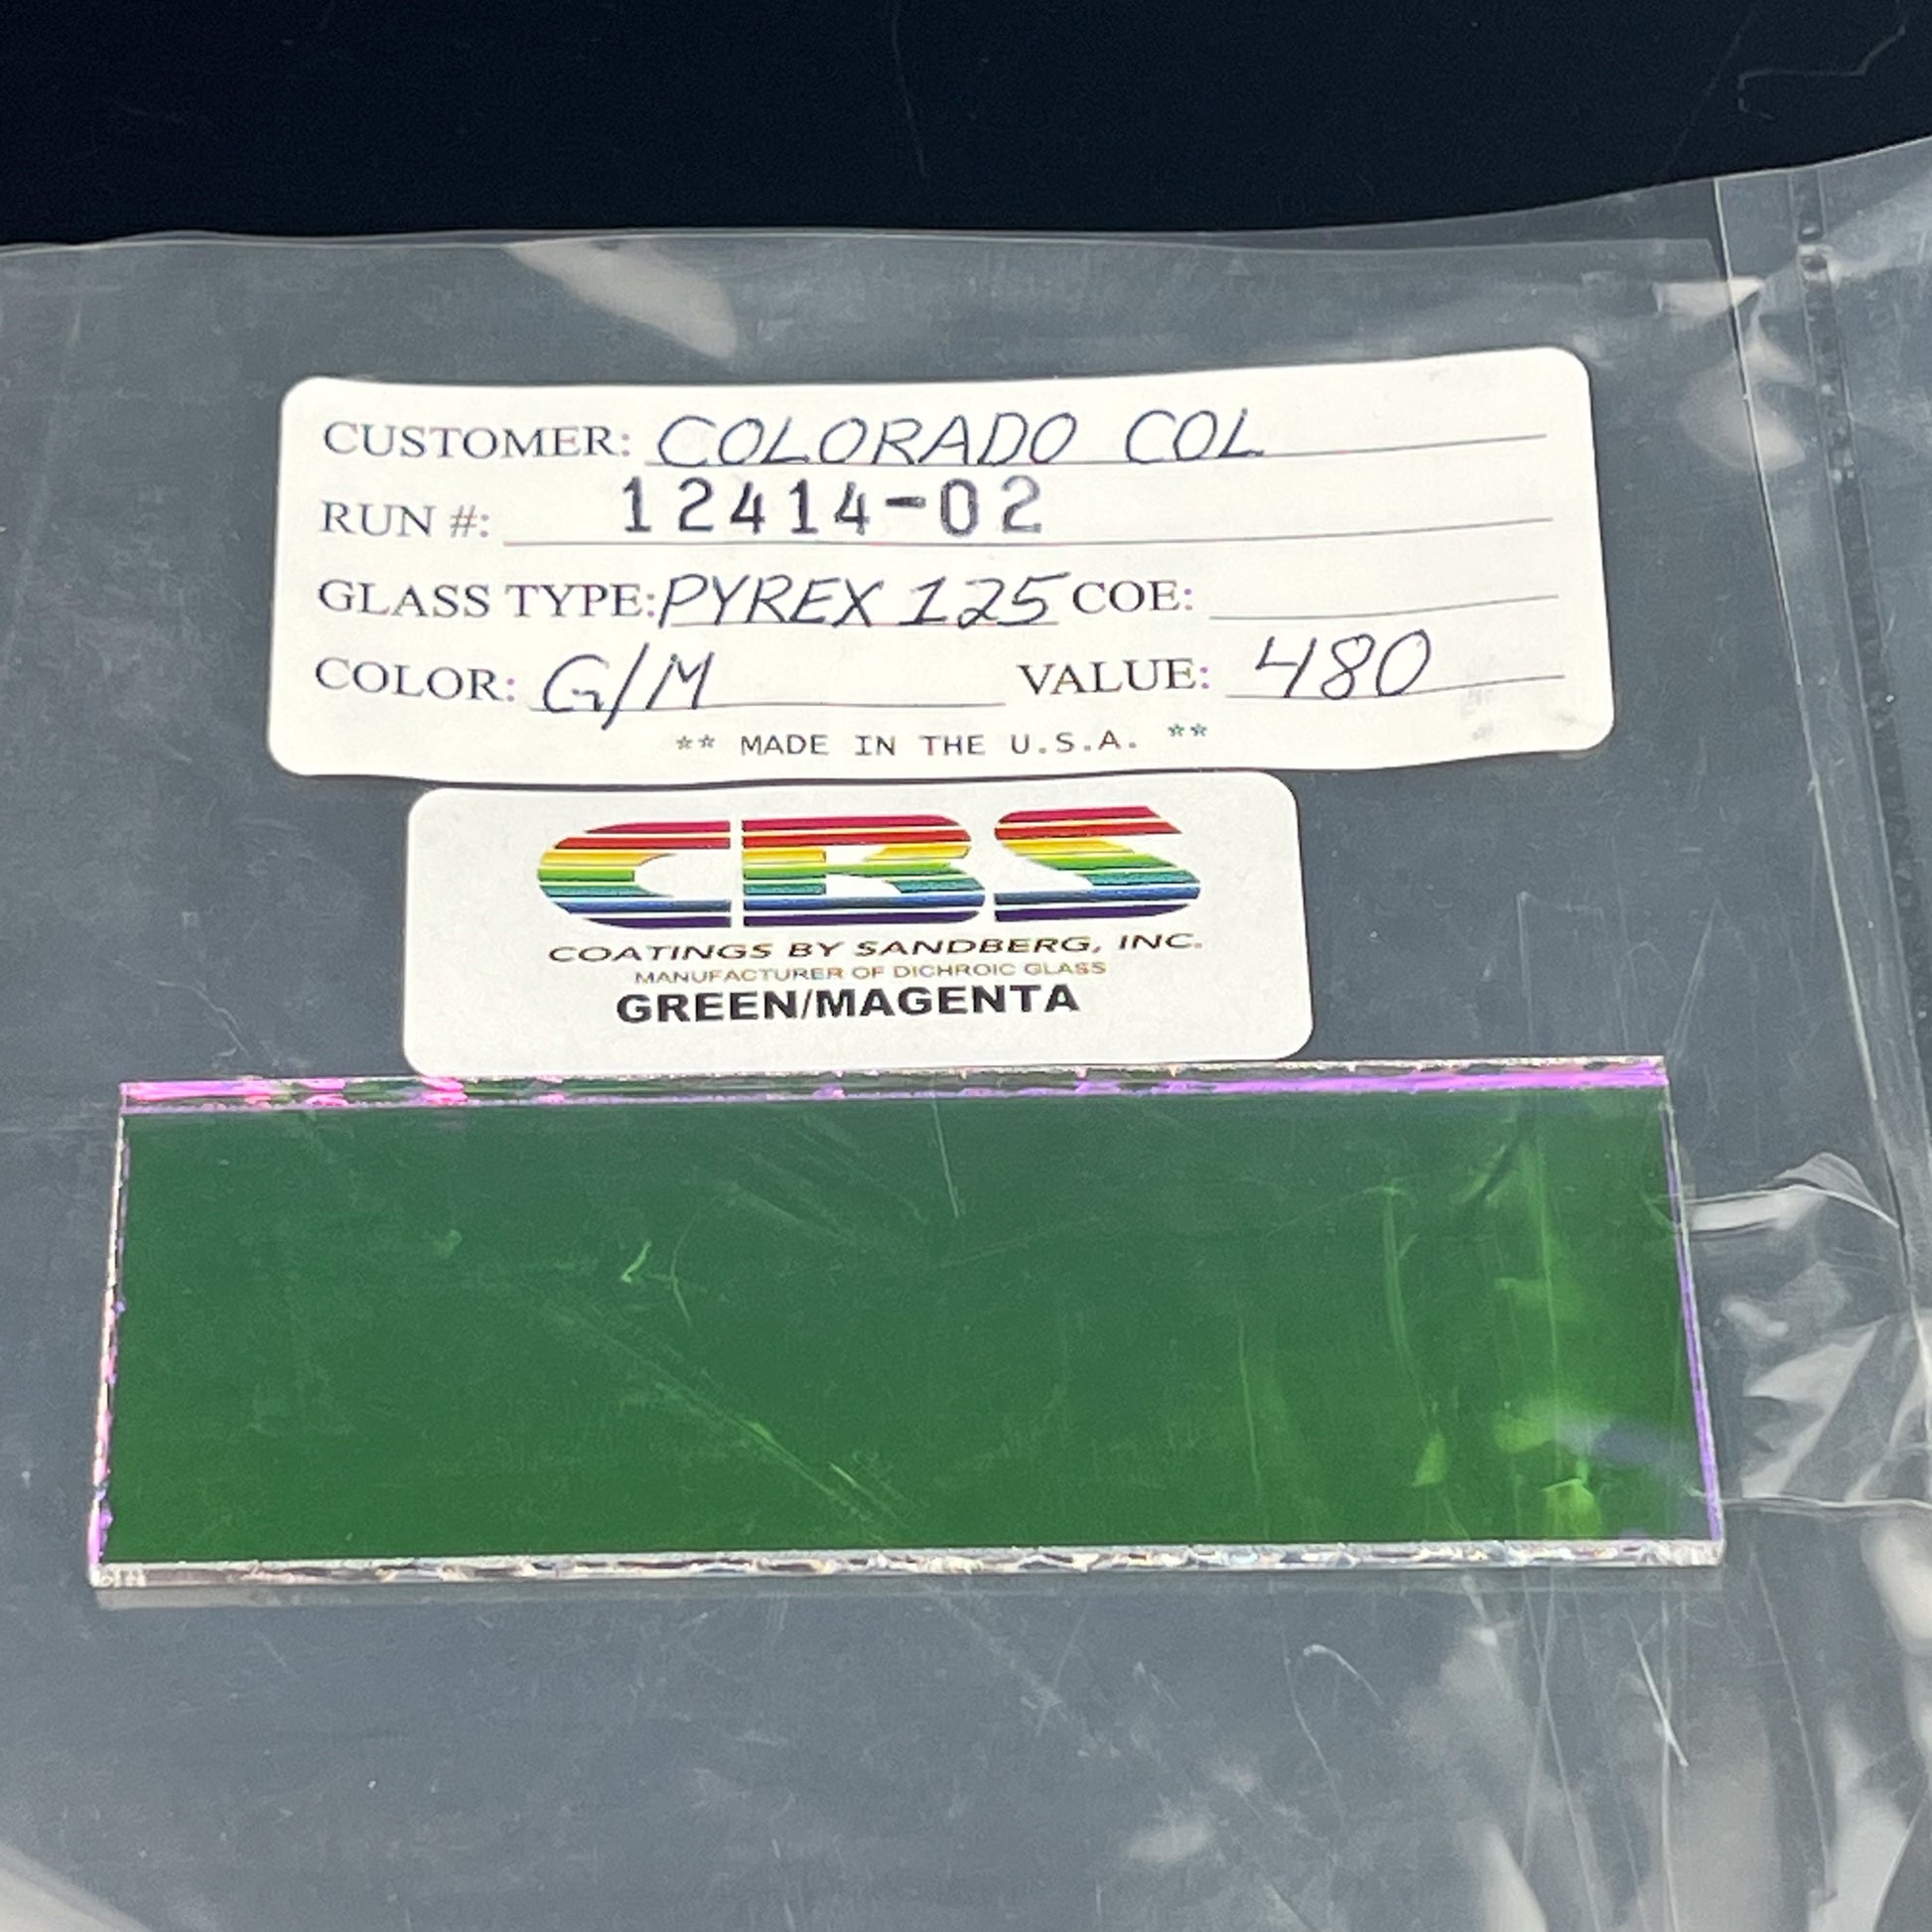 CUSTOMER: COLORADO COL
RUN #: 12414-02
GLASS TYPE: PYREX 125 COE:
COLOR: G/M VALUE: 480
** MADE IN THE U.S.A. **
CBS
COATINGS BY SANDBERG, INC.
MANUFACTURER OF DICHROIC GLASS
GREEN/MAGENTA